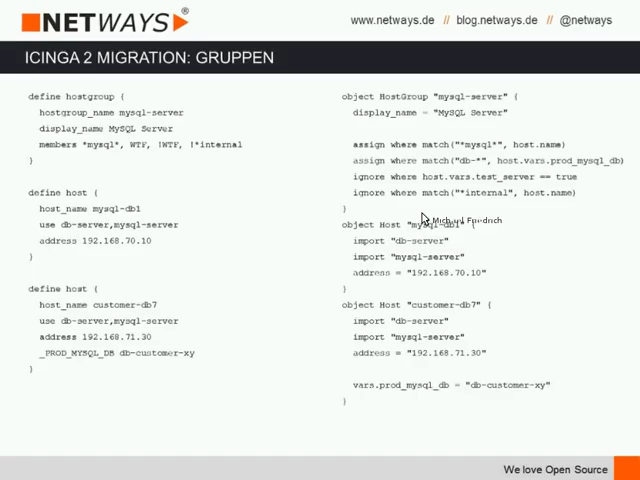 NETWAYS®
www.netways.de // blog.netways.de // @netways
ICINGA 2 MIGRATION: GRUPPEN
define hostgroup {
hostgroup_name mysql-server
display_name MySQL Server
members *mysql*, WTF, !WTF, !*internal
}
define host {
host_name mysql-db1
use db-server,mysql-server
address 192.168.70.10
}
define host {
host_name customer-db7
use db-server,mysql-server
address 192.168.71.30
_PROD_MYSQL_DB db-customer-xy
}
object HostGroup "mysql-server" {
display_name = "MySQL Server"
assign where match("*mysql*", host.name)
assign where match("db-*", host.vars.prod_mysql_db)
ignore where host.vars.test_server == true
ignore where match("*internal", host.name)
}
Michael Friedrich
object Host "mysql-db1" {
import "db-server"
import "mysql-server"
address = "192.168.70.10"
}
object Host "customer-db7" {
import "db-server"
import "mysql-server"
address = "192.168.71.30"
vars.prod_mysql_db = "db-customer-xy"
}
We love Open Source